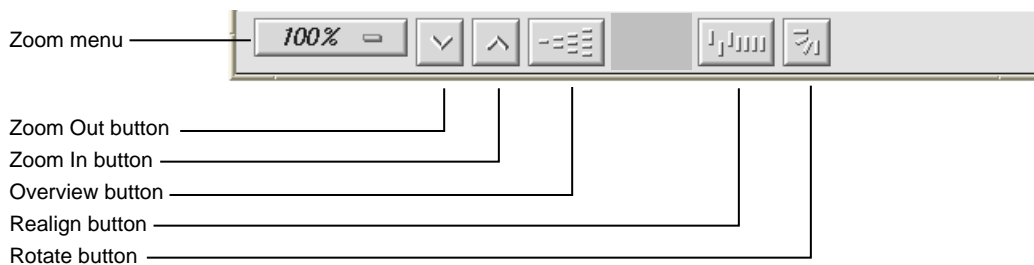 Zoom menu
100%
Zoom Out button
Zoom In button
Overview button
Realign button
Rotate button